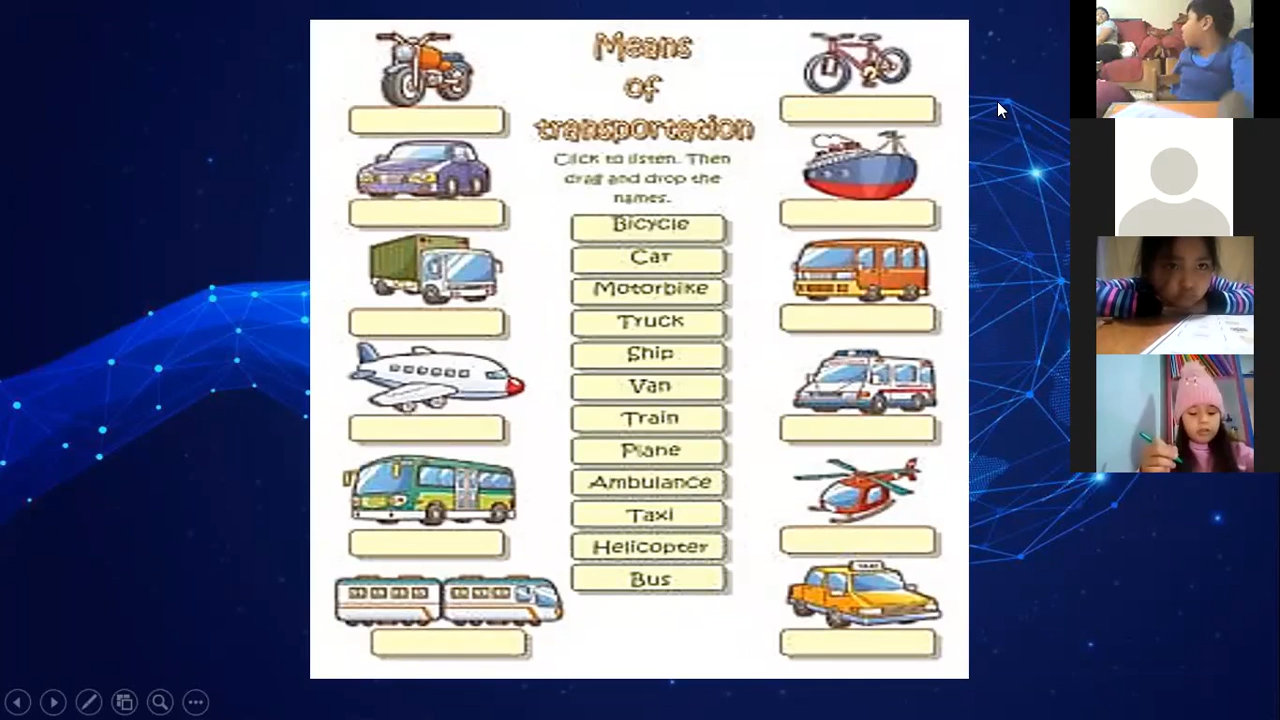 Means
of
transportation
Click to listen. Then
drag and drop the
names.
Bicycle
Car
Motorbike
Truck
Ship
Van
Train
Plane
Ambulance
Taxi
Helicopter
Bus
TAXI